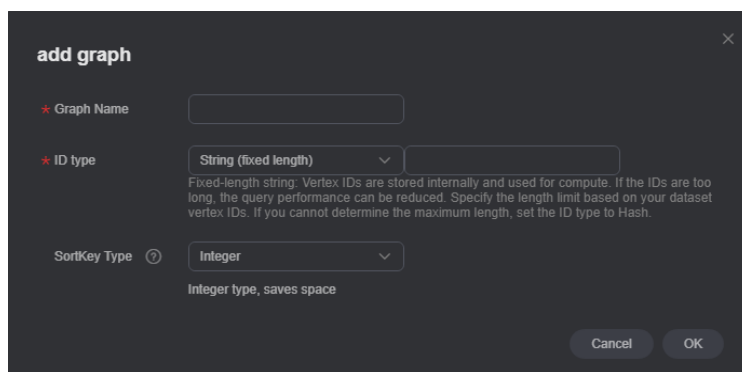 add graph
* Graph Name
* ID type String (fixed length)
Fixed-length string: Vertex IDs are stored internally and used for compute. If the IDs are too
long, the query performance can be reduced. Specify the length limit based on your dataset
vertex IDs. If you cannot determine the maximum length, set the ID type to Hash.
SortKey Type ? Integer
Integer type, saves space
Cancel OK